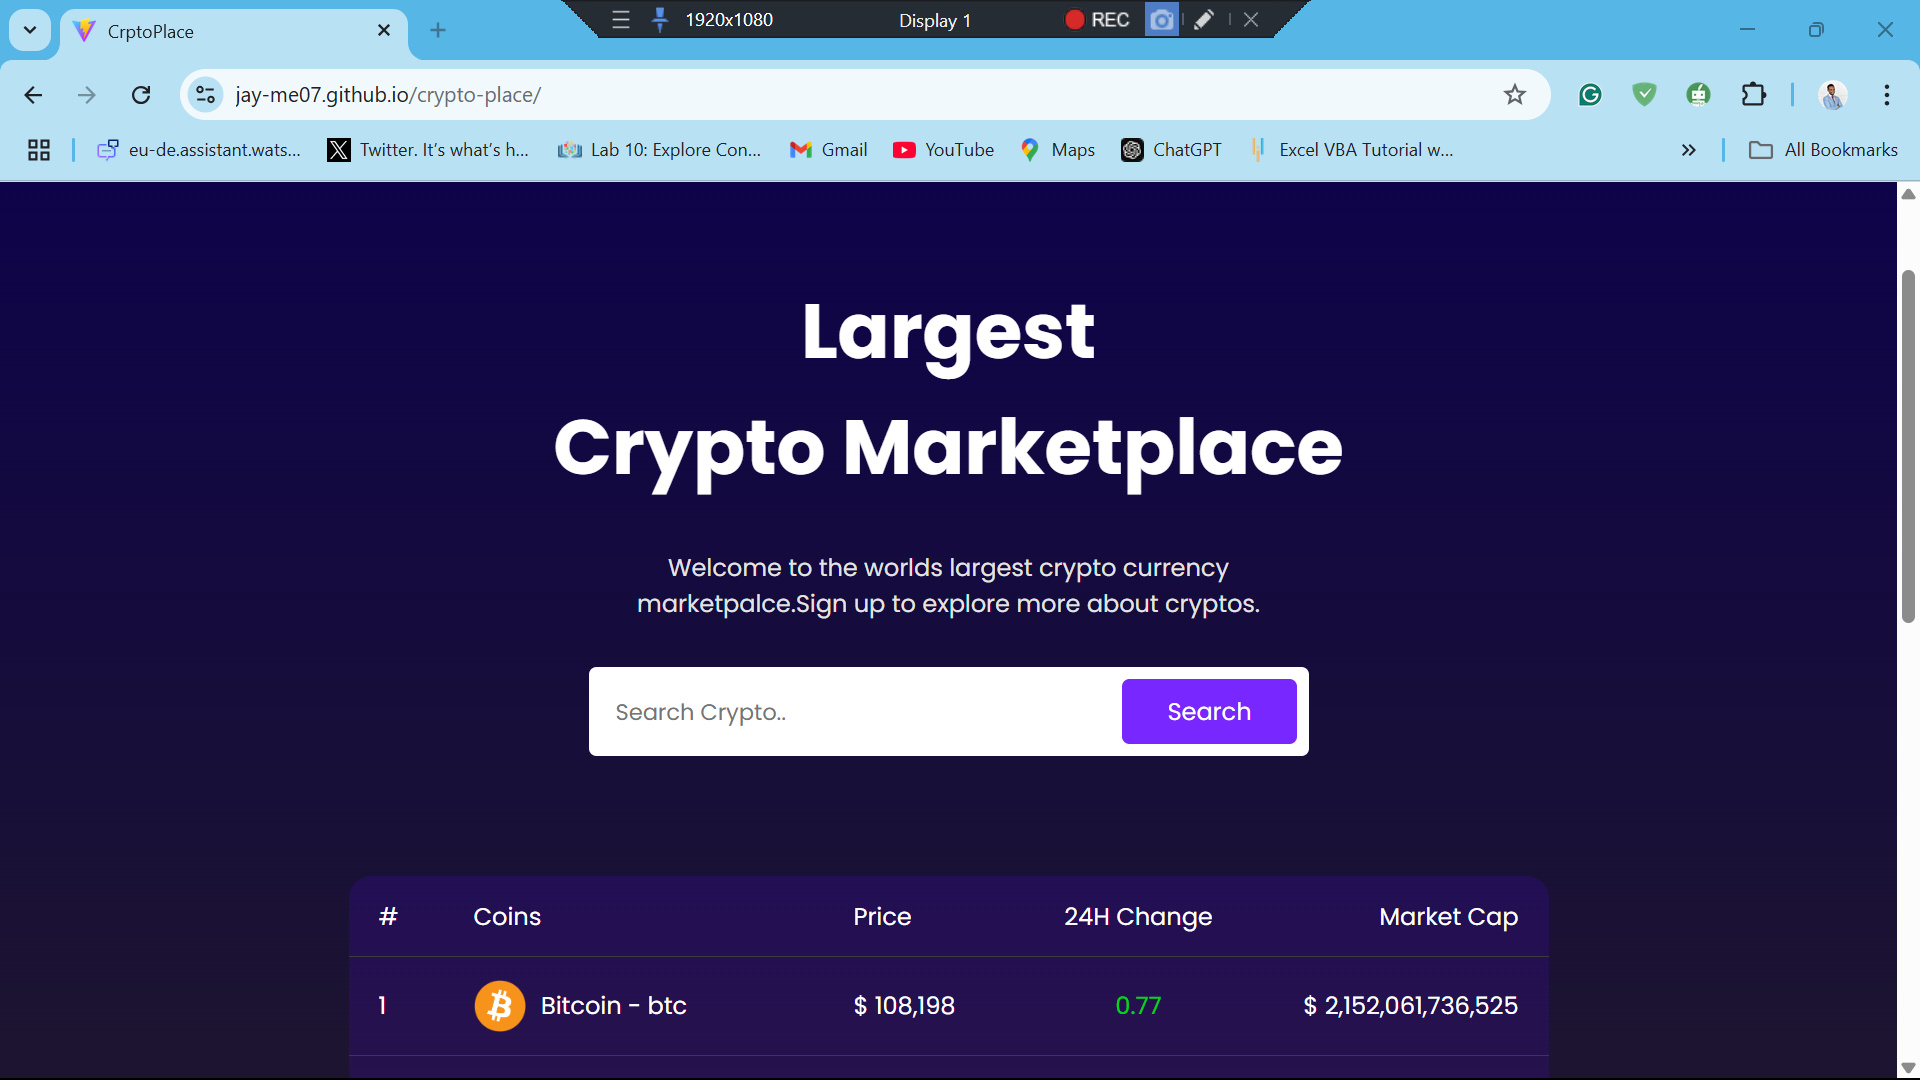 1920x1080 Display 1 REC
CrptoPlace
jay-me07.github.io/crypto-place/
eu-de.assistant.wats... Twitter. It's what's h... Lab 10: Explore Con... Gmail YouTube Maps ChatGPT Excel VBA Tutorial w... All Bookmarks
Largest
Crypto Marketplace
Welcome to the worlds largest crypto currency
marketpalce.Sign up to explore more about cryptos.
Search Crypto.. Search
# Coins Price 24H Change Market Cap
1 Bitcoin - btc $ 108,198 0.77 $ 2,152,061,736,525